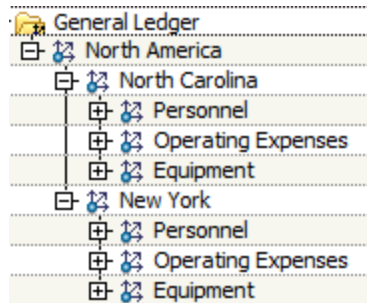 General Ledger
North America
North Carolina
Personnel
Operating Expenses
Equipment
New York
Personnel
Operating Expenses
Equipment